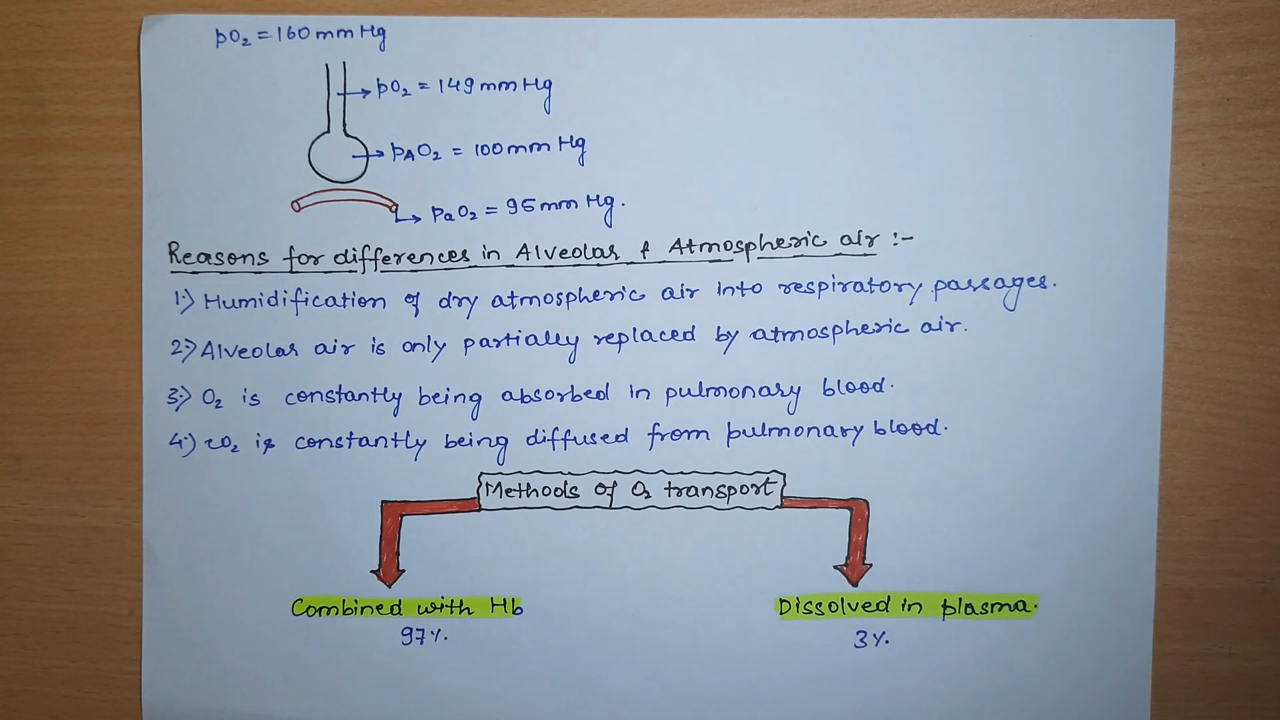 pO₂ = 160 mm Hg
pO₂ = 149 mm Hg
PAO₂ = 100 mm Hg
PaO₂ = 95 mm Hg.
Reasons for differences in Alveolar & Atmospheric air :-
1.) Humidification of dry atmospheric air into respiratory passages.
2.) Alveolar air is only partially replaced by atmospheric air.
3.) O₂ is constantly being absorbed in pulmonary blood.
4.) CO₂ is constantly being diffused from pulmonary blood.
Methods of O₂ transport
Combined with Hb Dissolved in plasma.
97%. 3%.